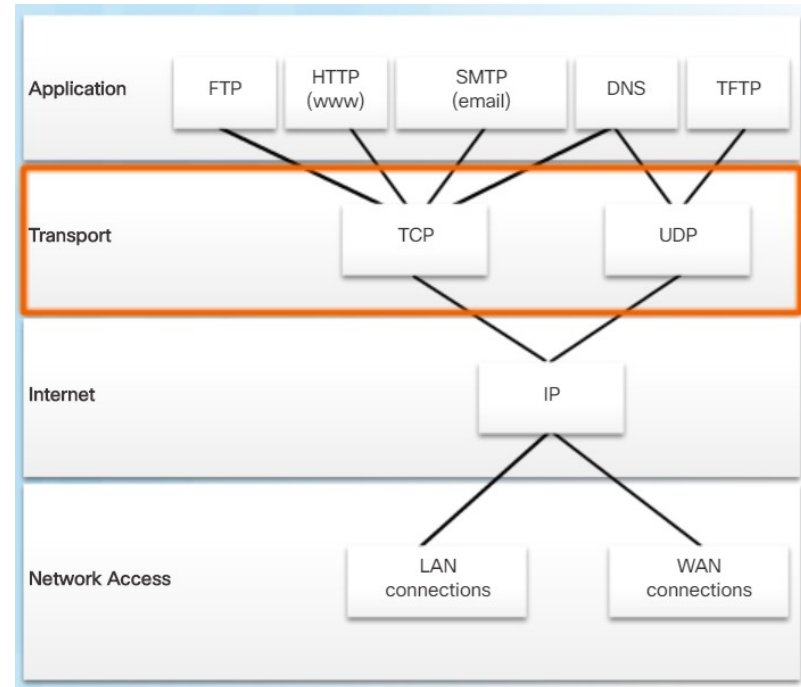 Application
FTP
HTTP
(www)
SMTP
(email)
DNS
TFTP
Transport
TCP
UDP
Internet
IP
Network Access
LAN
connections
WAN
connections